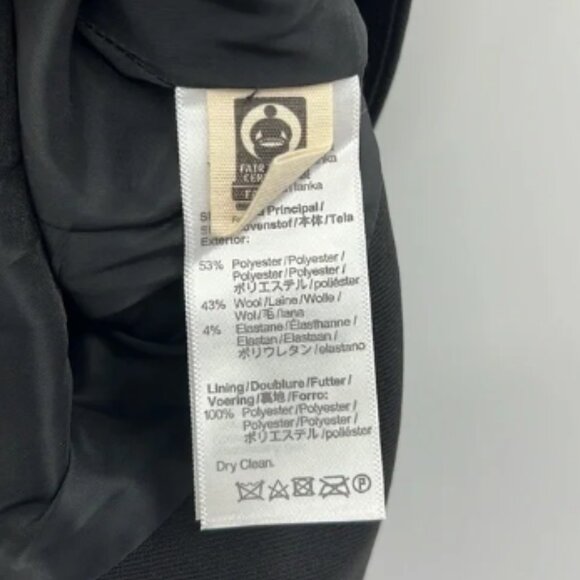 FAIR
CER
Principal/
ovenstof/本体/Tela
Exterior:
53% Polyester/Polyester/
Polyester/Polyester/
ポリエステル/poliéster
43% Wool/Laine/Wolle/
Wol/毛/lana
4% Elastane/Élasthanne/
Elastan/Elastaan/
ポリウレタン/elastano
Lining/Doublure/Futter/
Voering/裏地/Forro:
100% Polyester/Polyester/
Polyester/Polyester/
ポリエステル/poliéster
Dry Clean.
P